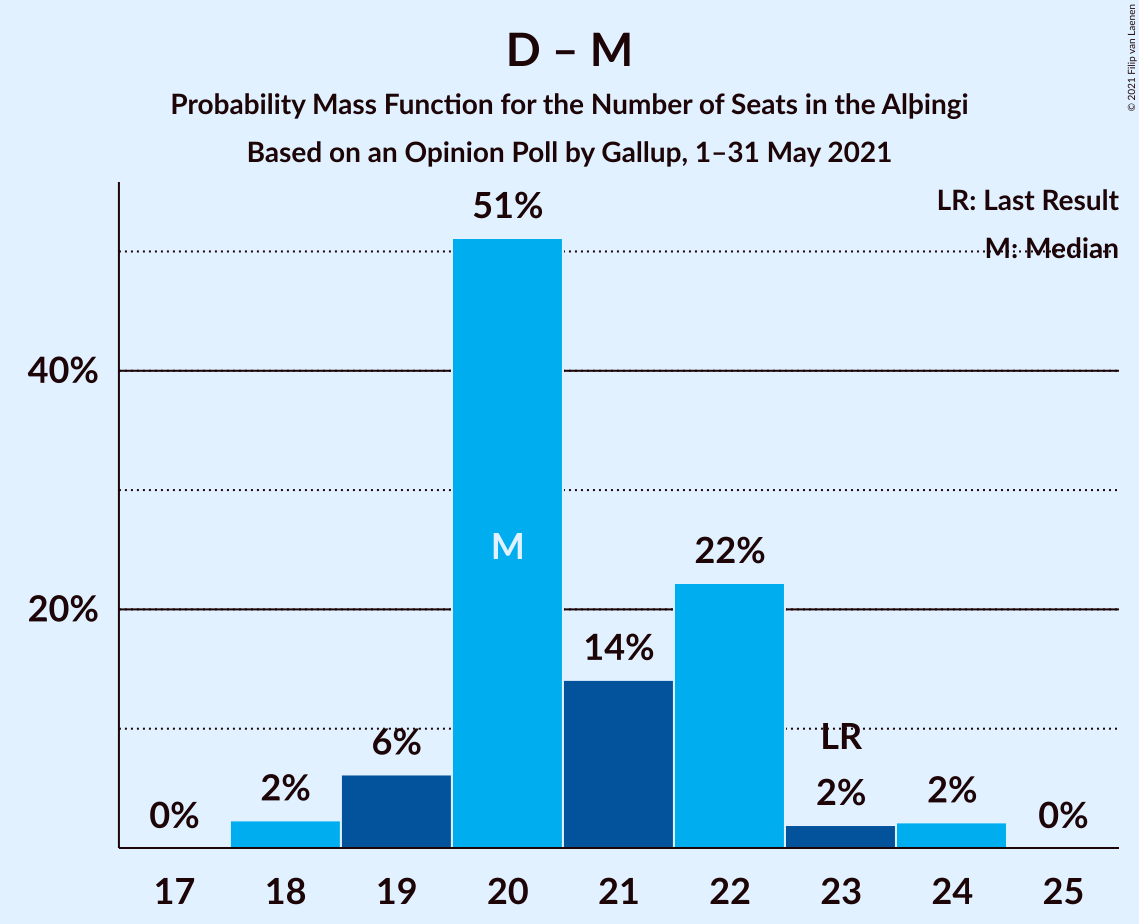 D – M
Probability Mass Function for the Number of Seats in the Alþingi
Based on an Opinion Poll by Gallup, 1–31 May 2021
© 2021 Filip van Laenen
LR: Last Result
M: Median
51%
40%
M
22%
20%
14%
6%
LR
2%
2%
2%
0%
0%
17 18 19 20 21 22 23 24 25